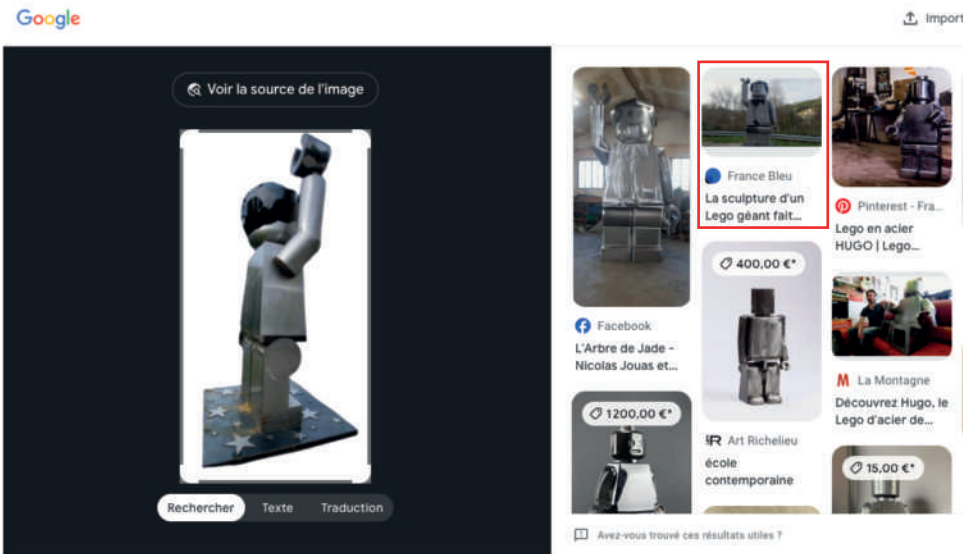 Google
Import
Voir la source de l'image
Rechercher
Texte
Traduction
Facebook
L'Arbre de Jade -
Nicolas Jouas et...
1200,00 €*
France Bleu
La sculpture d'un
Lego géant fait...
400,00 €*
Art Richelieu
école
contemporaine
Pinterest - Fra...
Lego en acier
HUGO | Lego...
La Montagne
Découvrez Hugo, le
Lego d'acier de...
15,00 €*
Avez-vous trouvé ces résultats utiles ?